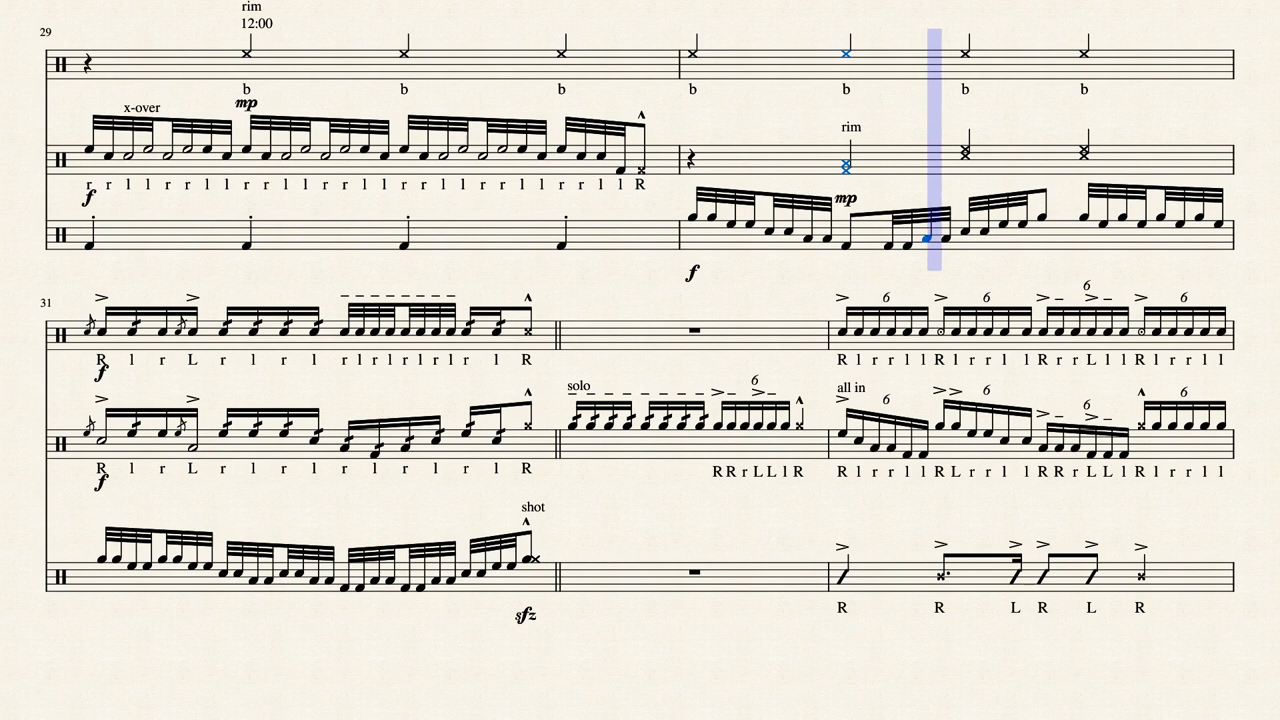 rim
29
12:00
b b b b b b b
mp
x-over
rim
r r l l r r l l r r l l r r l l r r l l r r l l r r l l R
f
mp
f
31
6 6 6 6
R l r L r l r l r l r l r l r l r l R
R l r r l l R l r r l l R r r L l l R l r r l l
f
solo
6
all in
6 6 6 6
R l r L r l r l r l r l r l R
R R r L L l R
R l r r l l R L r r l l R R r L L l R l r r l l
f
shot
sfz
R R L R L R